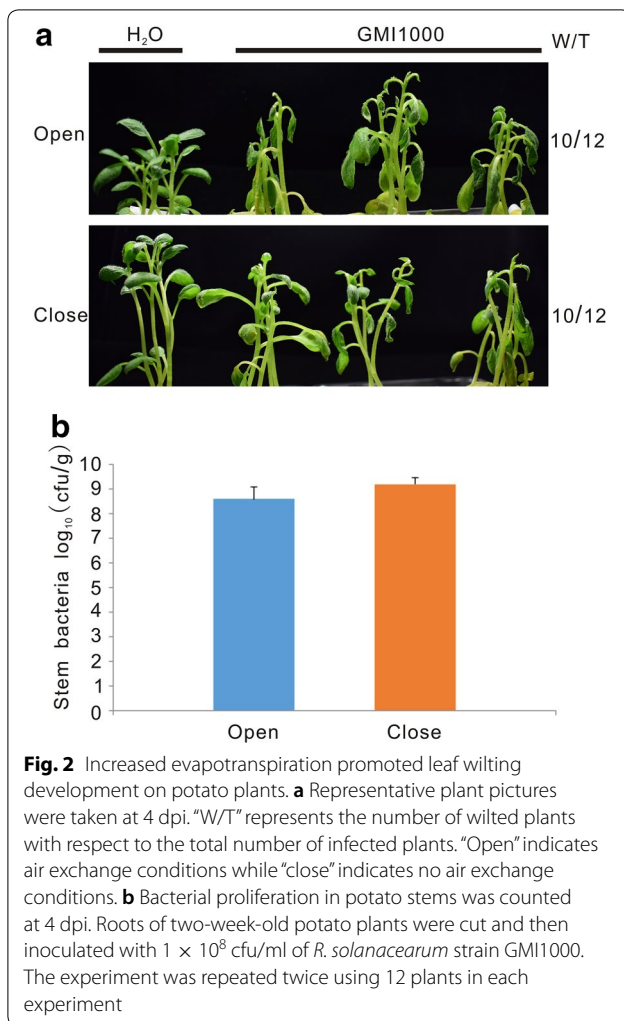 a
H₂O GMI1000 W/T
Open 10/12
Close 10/12
b
Stem bacteria log₁₀ (cfu/g)
10
9
8
7
6
5
4
3
2
1
0
Open Close
Fig. 2 Increased evapotranspiration promoted leaf wilting
development on potato plants. a Representative plant pictures
were taken at 4 dpi. “W/T” represents the number of wilted plants
with respect to the total number of infected plants. “Open” indicates
air exchange conditions while “close” indicates no air exchange
conditions. b Bacterial proliferation in potato stems was counted
at 4 dpi. Roots of two-week-old potato plants were cut and then
inoculated with 1 × 10⁸ cfu/ml of R. solanacearum strain GMI1000.
The experiment was repeated twice using 12 plants in each
experiment